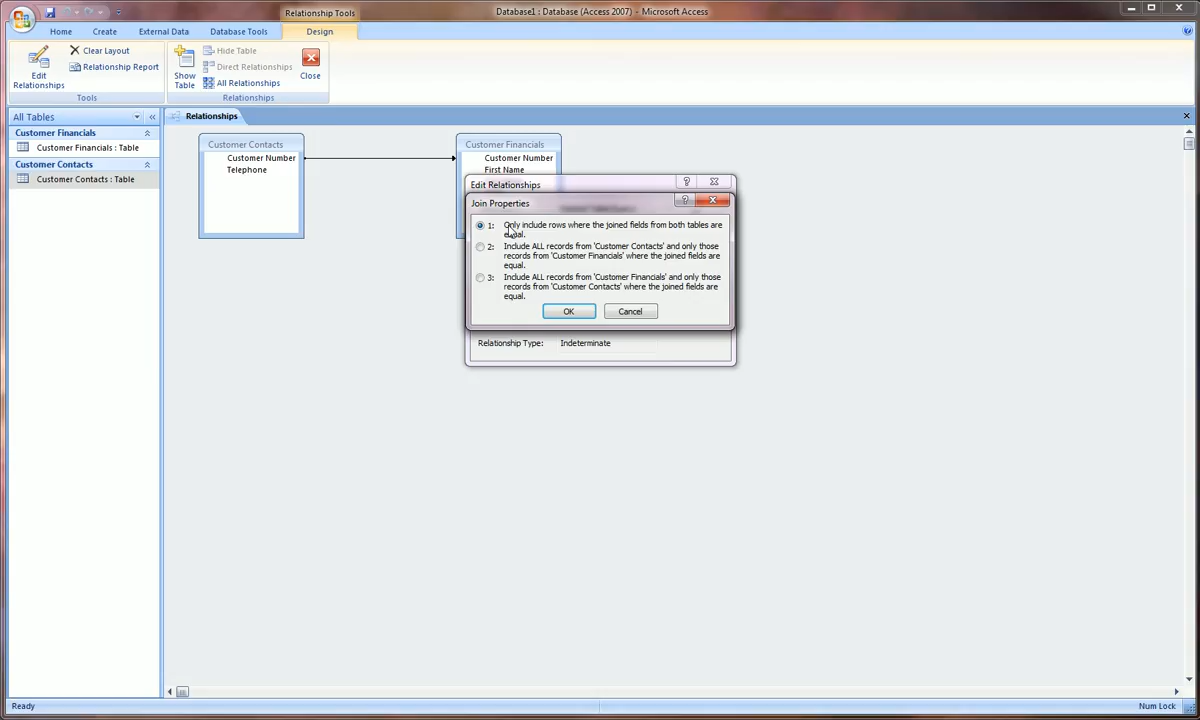 Relationship Tools
Database1 : Database (Access 2007) - Microsoft Access
Home Create External Data Database Tools Design
Edit Relationships
Clear Layout
Relationship Report
Tools
Show Table
Hide Table
Direct Relationships
All Relationships
Close
Relationships
All Tables
Customer Financials
Customer Financials : Table
Customer Contacts
Customer Contacts : Table
Relationships
Customer Contacts
Customer Number
Telephone
Customer Financials
Customer Number
First Name
Edit Relationships
Join Properties
1: Only include rows where the joined fields from both tables are
equal.
2: Include ALL records from 'Customer Contacts' and only those
records from 'Customer Financials' where the joined fields are
equal.
3: Include ALL records from 'Customer Financials' and only those
records from 'Customer Contacts' where the joined fields are
equal.
OK Cancel
Relationship Type: Indeterminate
Ready
Num Lock